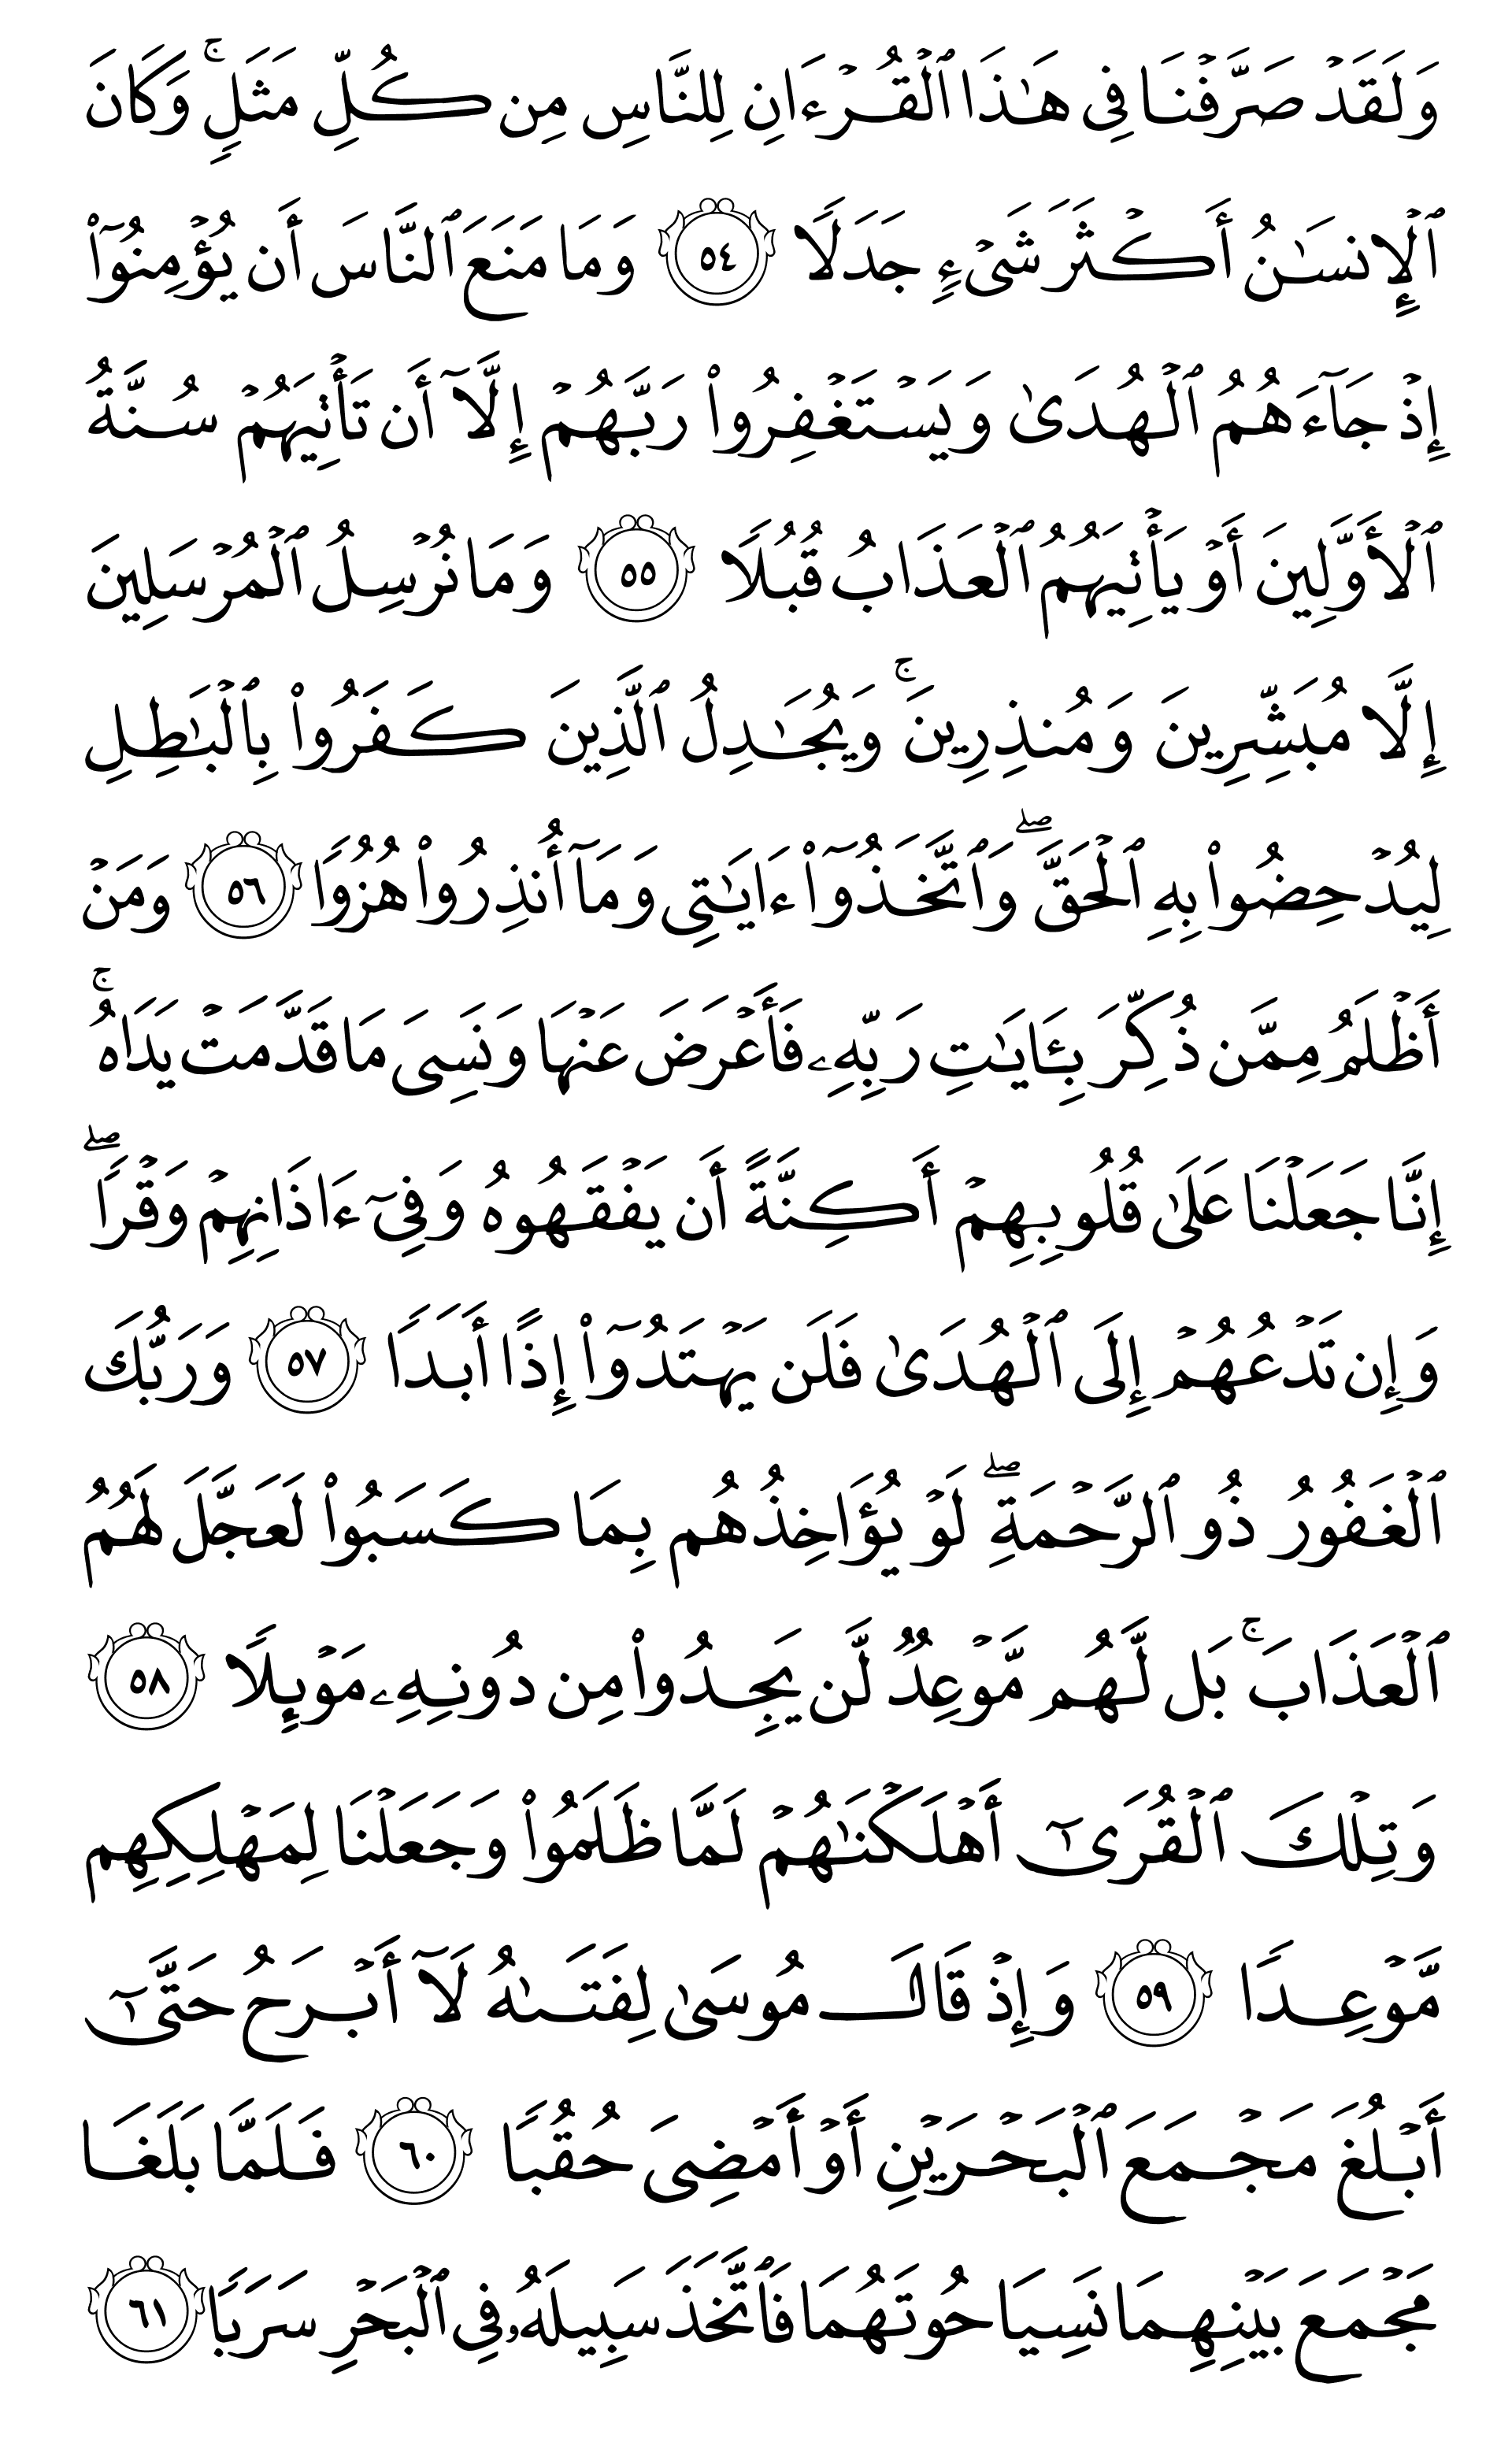 وَلَقَدۡ صَرَّفۡنَا فِي هَٰذَا ٱلۡقُرۡءَانِ لِلنَّاسِ مِن كُلِّ مَثَلٖۚ وَكَانَ
ٱلۡإِنسَٰنُ أَكۡثَرَ شَيۡءٖ جَدَلٗا ٥٤ وَمَا مَنَعَ ٱلنَّاسَ أَن يُؤۡمِنُوٓاْ
إِذۡ جَآءَهُمُ ٱلۡهُدَىٰ وَيَسۡتَغۡفِرُواْ رَبَّهُمۡ إِلَّآ أَن تَأۡتِيَهُمۡ سُنَّةُ
ٱلۡأَوَّلِينَ أَوۡ يَأۡتِيَهُمُ ٱلۡعَذَابُ قُبُلٗا ٥٥ وَمَا نُرۡسِلُ ٱلۡمُرۡسَلِينَ
إِلَّا مُبَشِّرِينَ وَمُنذِرِينَۚ وَيُجَٰدِلُ ٱلَّذِينَ كَفَرُواْ بِٱلۡبَٰطِلِ
لِيُدۡحِضُواْ بِهِ ٱلۡحَقَّۖ وَٱتَّخَذُوٓاْ ءَايَٰتِي وَمَآ أُنذِرُواْ هُزُوٗا ٥٦ وَمَنۡ
أَظۡلَمُ مِمَّن ذُكِّرَ بِـَٔايَٰتِ رَبِّهِۦ فَأَعۡرَضَ عَنۡهَا وَنَسِيَ مَا قَدَّمَتۡ يَدَاهُۚ
إِنَّا جَعَلۡنَا عَلَىٰ قُلُوبِهِمۡ أَكِنَّةً أَن يَفۡقَهُوهُ وَفِيٓ ءَاذَانِهِمۡ وَقۡرٗاۖ
وَإِن تَدۡعُهُمۡ إِلَى ٱلۡهُدَىٰ فَلَن يَهۡتَدُوٓاْ إِذًا أَبَدٗا ٥٧ وَرَبُّكَ
ٱلۡغَفُورُ ذُو ٱلرَّحۡمَةِۖ لَوۡ يُؤَاخِذُهُم بِمَا كَسَبُواْ لَعَجَّلَ لَهُمُ
ٱلۡعَذَابَۚ بَل لَّهُم مَّوۡعِدٞ لَّن يَجِدُواْ مِن دُونِهِۦ مَوۡئِلٗا ٥٨
وَتِلۡكَ ٱلۡقُرَىٰٓ أَهۡلَكۡنَٰهُمۡ لَمَّا ظَلَمُواْ وَجَعَلۡنَا لِمَهۡلِكِهِم
مَّوۡعِدٗا ٥٩ وَإِذۡ قَالَ مُوسَىٰ لِفَتَىٰهُ لَآ أَبۡرَحُ حَتَّىٰٓ
أَبۡلُغَ مَجۡمَعَ ٱلۡبَحۡرَيۡنِ أَوۡ أَمۡضِيَ حُقُبٗا ٦٠ فَلَمَّا بَلَغَا
مَجۡمَعَ بَيۡنِهِمَا نَسِيَا حُوتَهُمَا فَٱتَّخَذَ سَبِيلَهُۥ فِي ٱلۡبَحۡرِ سَرَبٗا ٦١